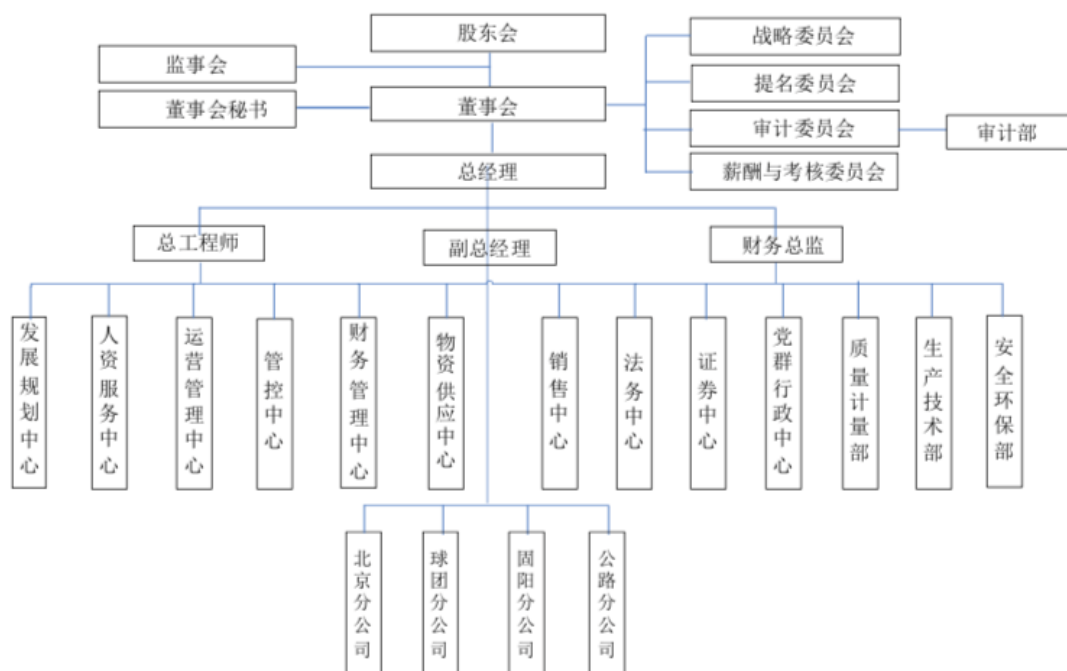 股东会
战略委员会
监事会
提名委员会
董事会秘书
董事会
审计委员会
审计部
总经理
薪酬与考核委员会
总工程师
副总经理
财务总监
发展规划中心
人资服务中心
运营管理中心
管控中心
财务管理中心
物资供应中心
销售中心
法务中心
证券中心
党群行政中心
质量计量部
生产技术部
安全环保部
北京分公司
球团分公司
固阳分公司
公路分公司